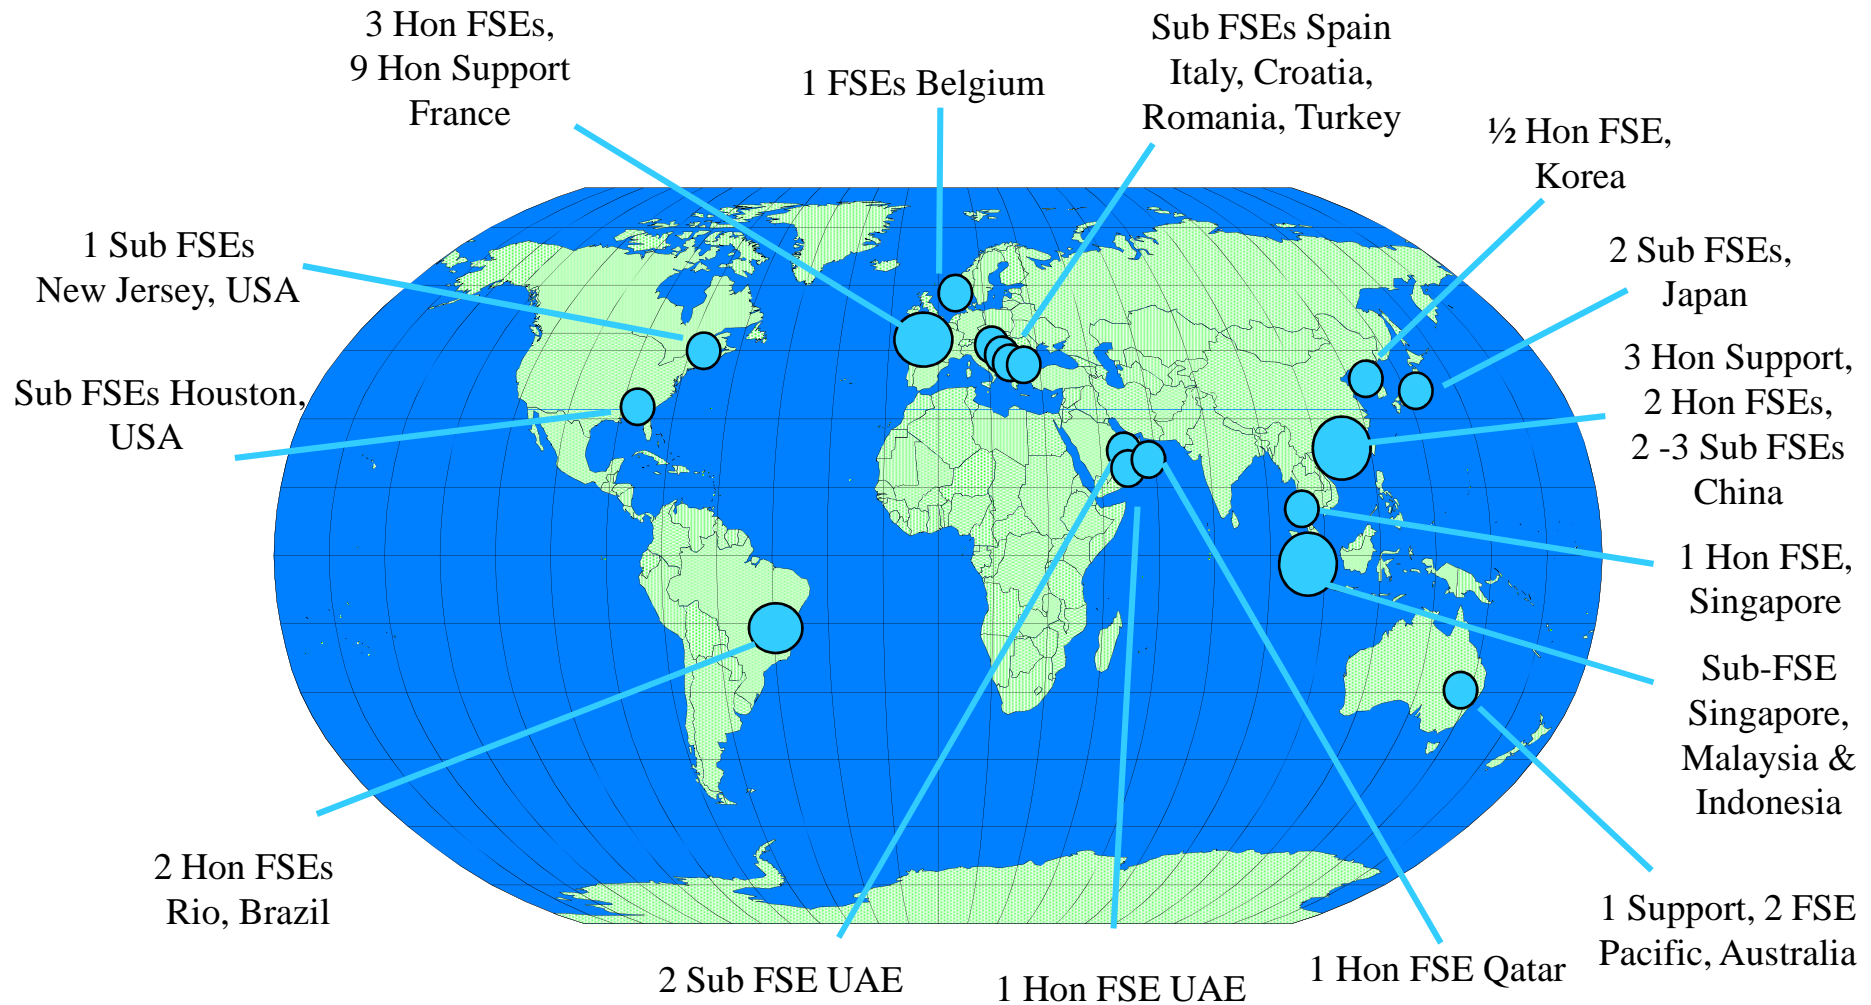 3 Hon FSEs,
9 Hon Support
France
1 FSEs Belgium
Sub FSEs Spain
Italy, Croatia,
Romania, Turkey
½ Hon FSE,
Korea
1 Sub FSEs
New Jersey, USA
2 Sub FSEs,
Japan
Sub FSEs Houston,
USA
3 Hon Support,
2 Hon FSEs,
2 -3 Sub FSEs
China
1 Hon FSE,
Singapore
Sub-FSE
Singapore,
Malaysia &
Indonesia
2 Hon FSEs
Rio, Brazil
1 Support, 2 FSE
Pacific, Australia
2 Sub FSE UAE
1 Hon FSE UAE
1 Hon FSE Qatar